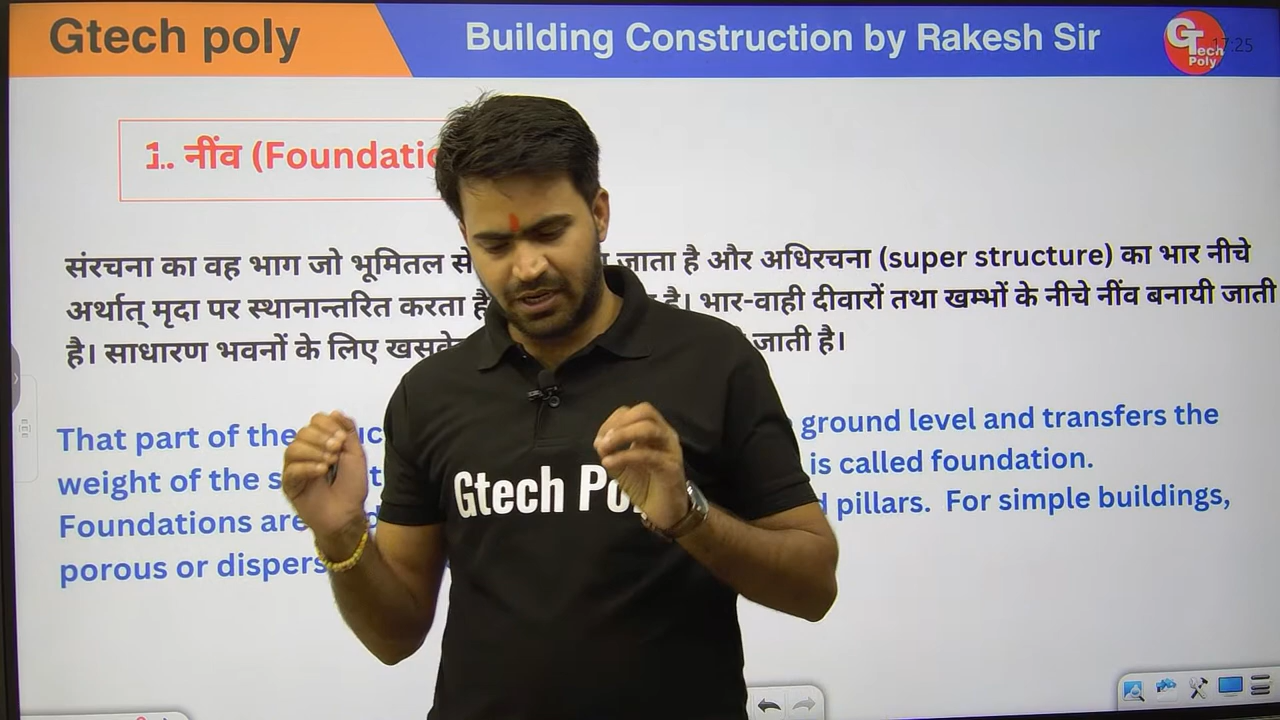 Gtech poly
Building Construction by Rakesh Sir
GTech Poly
17:25
1.. नींव (Foundatio
संरचना का वह भाग जो भूमितल से जाता है और अधिरचना (super structure) का भार नीचे
अर्थात् मृदा पर स्थानान्तरित करता है है। भार-वाही दीवारों तथा खम्भों के नीचे नींव बनायी जाती
है। साधारण भवनों के लिए जाती है।
That part of the ground level and transfers the
weight of the is called foundation.
Foundations are pillars. For simple buildings,
porous or dispers
Gtech Po